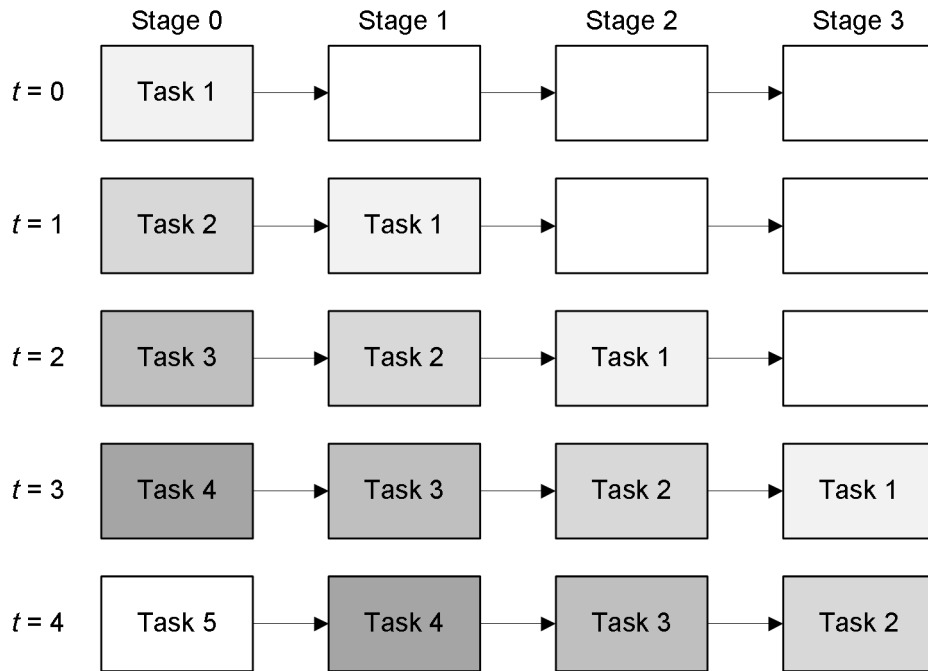 Stage 0 Stage 1 Stage 2 Stage 3
t = 0 Task 1
t = 1 Task 2 Task 1
t = 2 Task 3 Task 2 Task 1
t = 3 Task 4 Task 3 Task 2 Task 1
t = 4 Task 5 Task 4 Task 3 Task 2